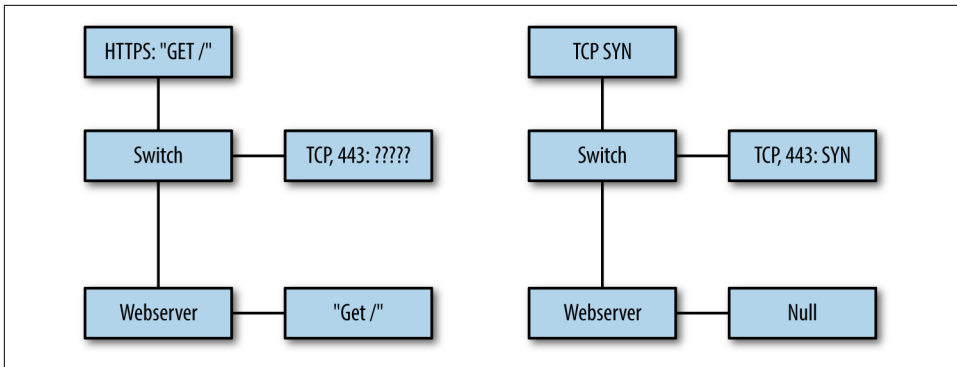 HTTPS: "GET /"
Switch
TCP, 443: ?????
Webserver
"Get /"
TCP SYN
Switch
TCP, 443: SYN
Webserver
Null